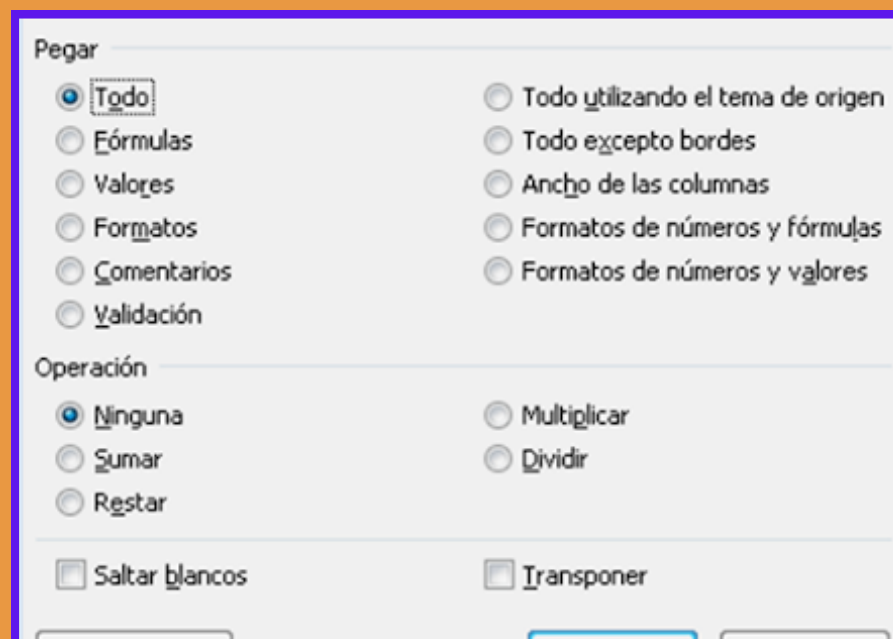 Pegar
Todo
Todo utilizando el tema de origen
Fórmulas
Todo excepto bordes
Valores
Ancho de las columnas
Formatos
Formatos de números y fórmulas
Comentarios
Formatos de números y valores
Validación
Operación
Ninguna
Multiplicar
Sumar
Dividir
Restar
Saltar blancos
Transponer